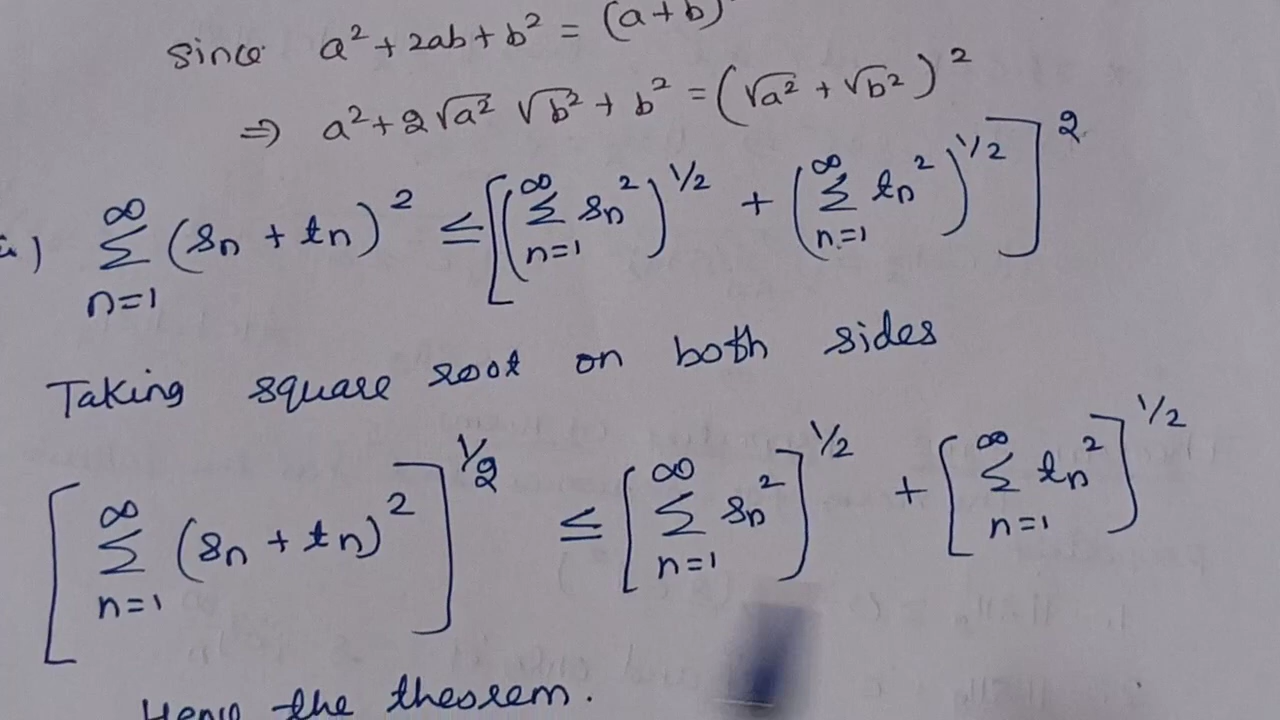 since a² + 2ab + b² = (a+b)
⇒ a² + 2√a² √b² + b² = (√a² + √b²)²
) ∞ Σ n=1 (sn + tn)² ≤ [(∞ Σ n=1 sn²)^1/2 + (∞ Σ n=1 tn²)^1/2]²
Taking square root on both sides
[∞ Σ n=1 (sn + tn)²]^1/2 ≤ [∞ Σ n=1 sn²]^1/2 + [∞ Σ n=1 tn²]^1/2
Hence the theorem.